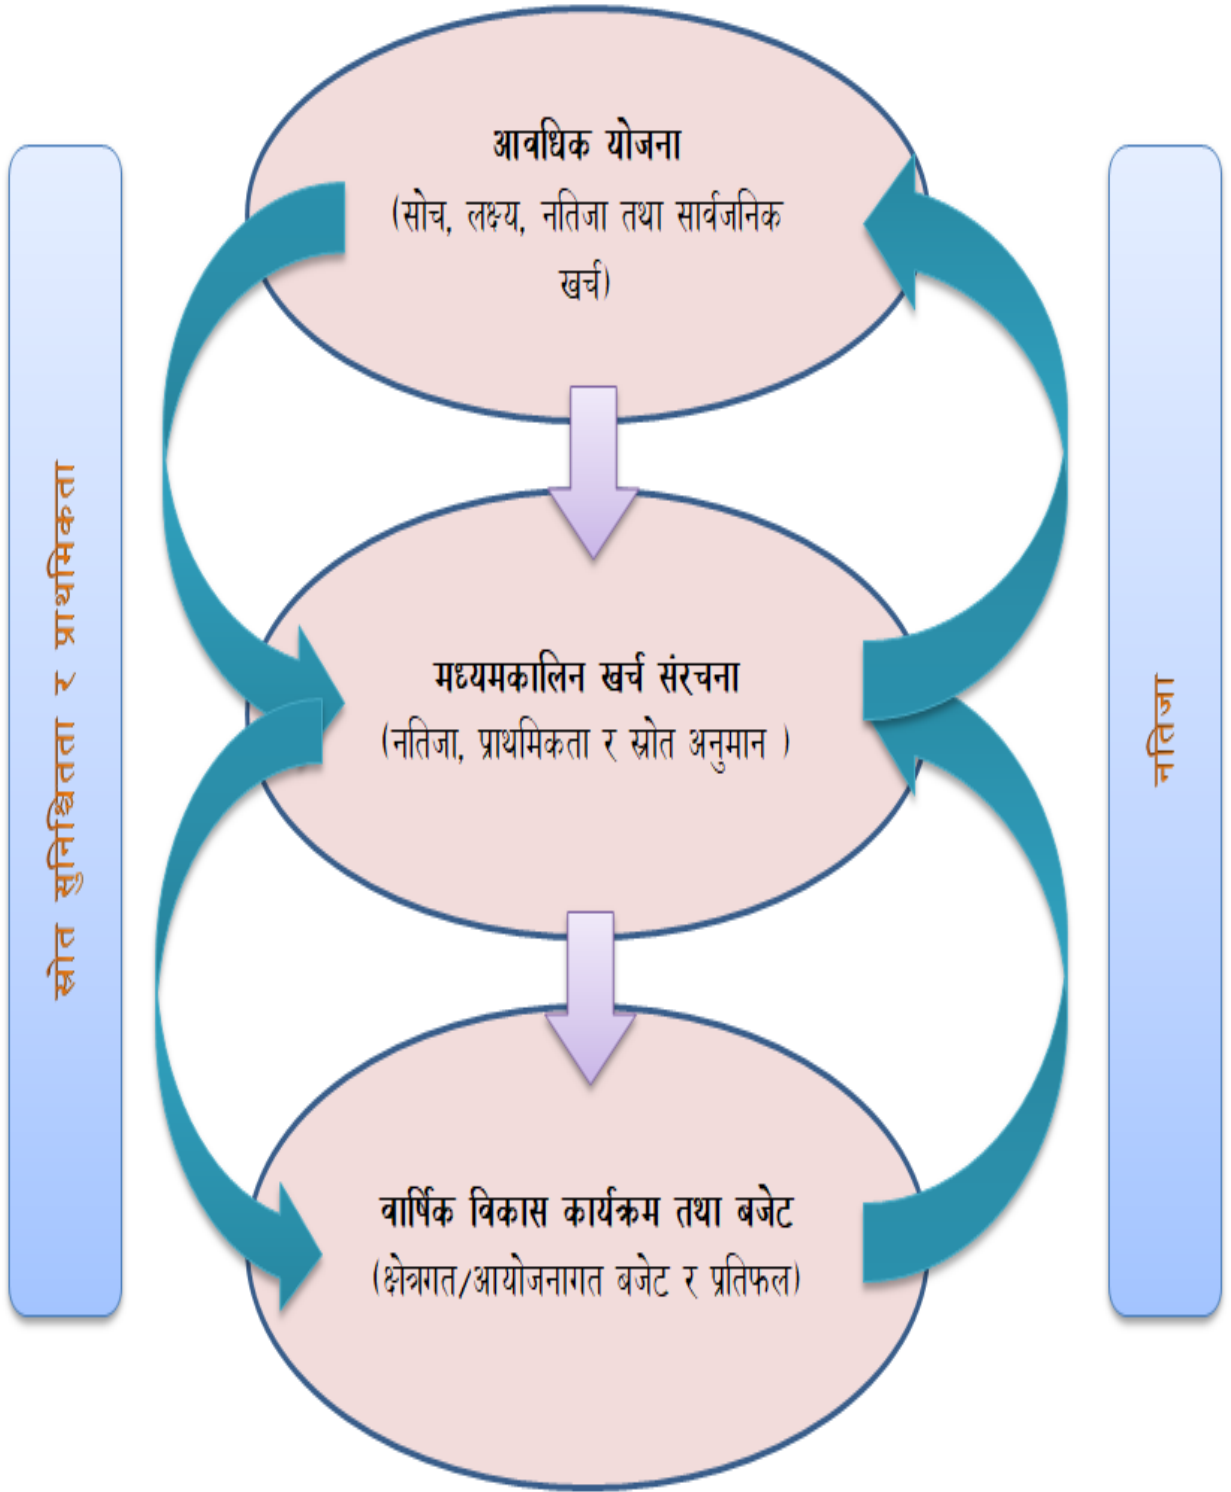 आवधिक योजना
(सोच, लक्ष्य, नतिजा तथा सार्वजनिक
खर्च)
स्रोत सुनिश्चितता र प्राथमिकता
मध्यमकालिन खर्च संरचना
(नतिजा, प्राथमिकता र स्रोत अनुमान )
नतिजा
वार्षिक विकास कार्यक्रम तथा बजेट
(क्षेत्रगत/आयोजनागत बजेट र प्रतिफल)